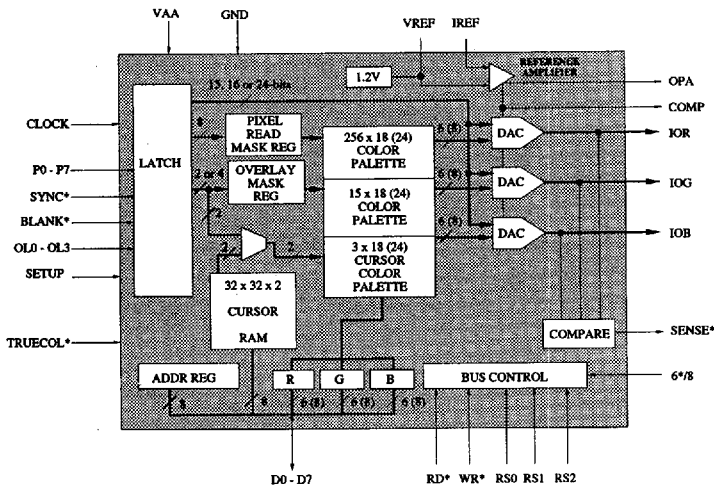 VAA
GND
VREF
IREF
REFERENCE
AMPLIFIER
1.2V
OPA
15, 16 or 24-bits
COMP
CLOCK
8
PIXEL
READ
MASK REG
256 x 18 (24)
COLOR
PALETTE
6 (8)
DAC
IOR
LATCH
P0 - P7
2 or 4
OVERLAY
MASK
REG
15 x 18 (24)
COLOR
PALETTE
6 (8)
DAC
IOG
SYNC*
BLANK*
2
6 (8)
DAC
IOB
OL0 - OL3
2
2
3 x 18 (24)
CURSOR
COLOR
PALETTE
SETUP
32 x 32 x 2
CURSOR
RAM
TRUECOL*
COMPARE
SENSE*
ADDR REG
R
G
B
BUS CONTROL
6*/8
8
8
6 (8)
6 (8)
6 (8)
D0 - D7
RD*
WR*
RS0
RS1
RS2